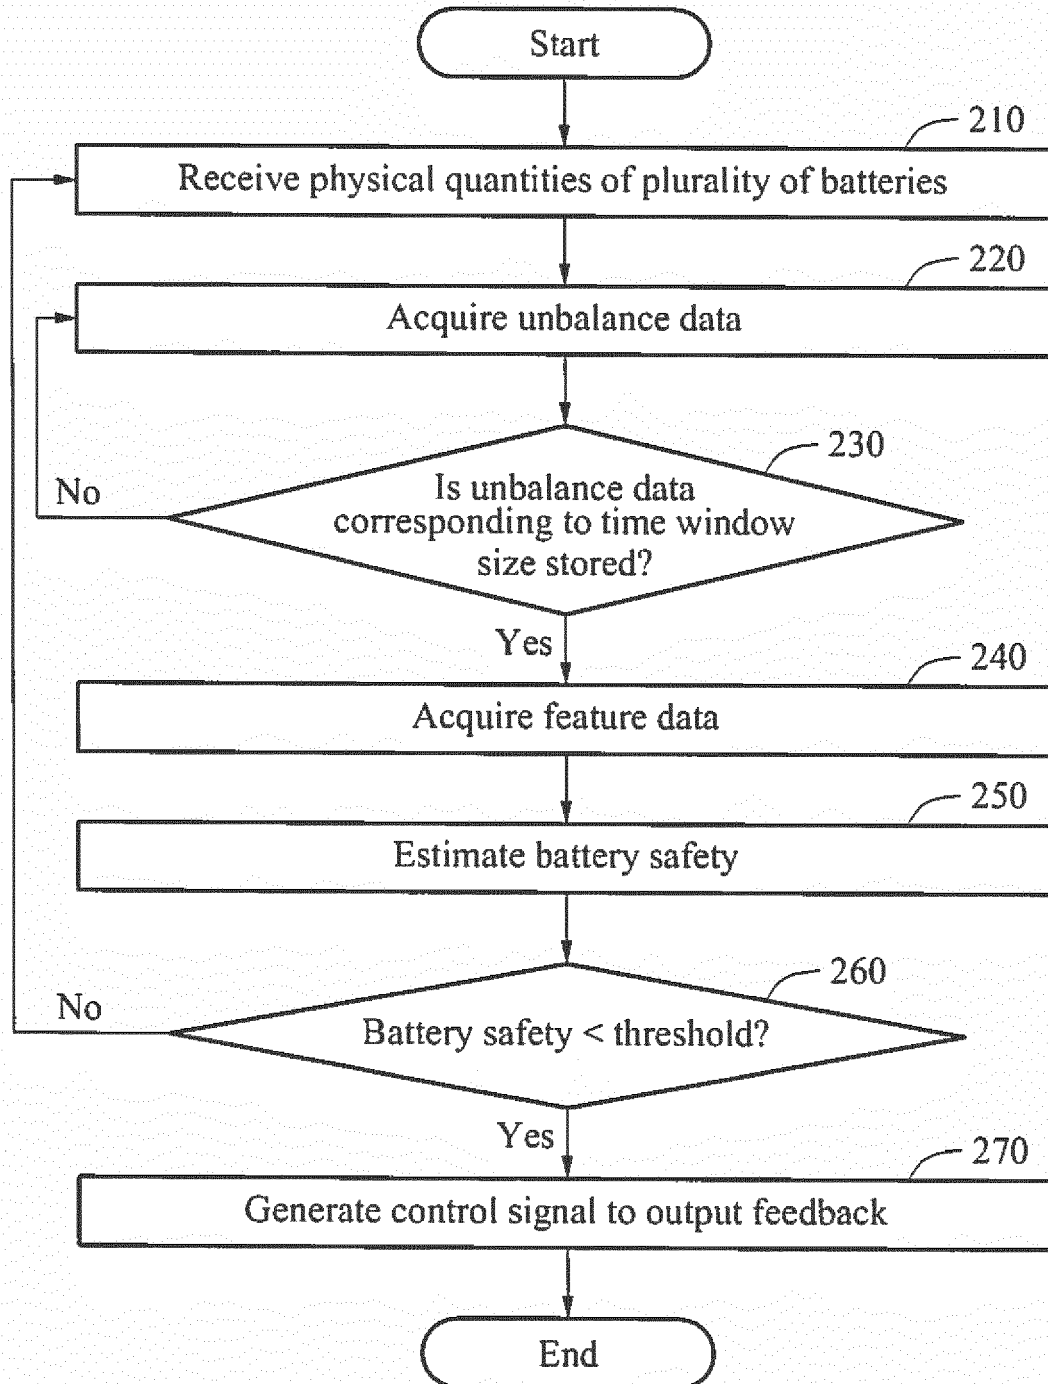 Start
210
Receive physical quantities of plurality of batteries
220
Acquire unbalance data
230
Is unbalance data
corresponding to time window
size stored?
No
Yes
240
Acquire feature data
250
Estimate battery safety
260
Battery safety < threshold?
No
Yes
270
Generate control signal to output feedback
End